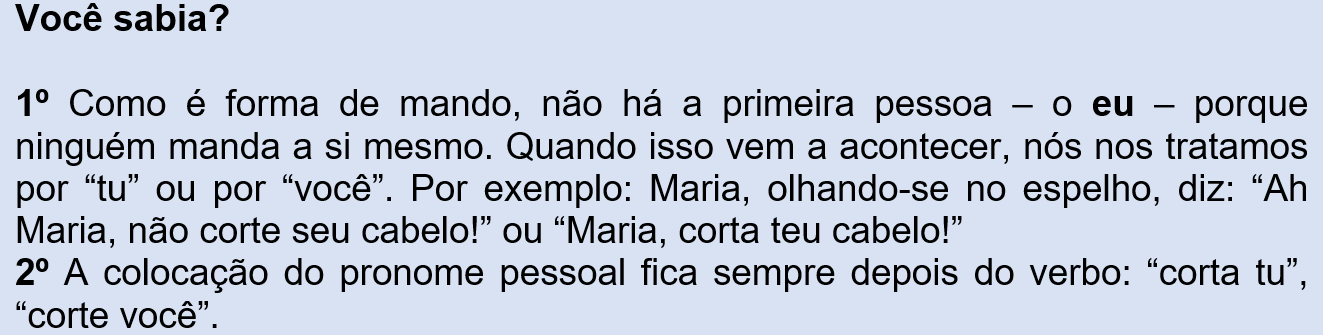 Você sabia?
1º Como é forma de mando, não há a primeira pessoa – o eu – porque
ninguém manda a si mesmo. Quando isso vem a acontecer, nós nos tratamos
por “tu” ou por “você”. Por exemplo: Maria, olhando-se no espelho, diz: “Ah
Maria, não corte seu cabelo!” ou “Maria, corta teu cabelo!”
2º A colocação do pronome pessoal fica sempre depois do verbo: “corta tu”,
“corte você”.